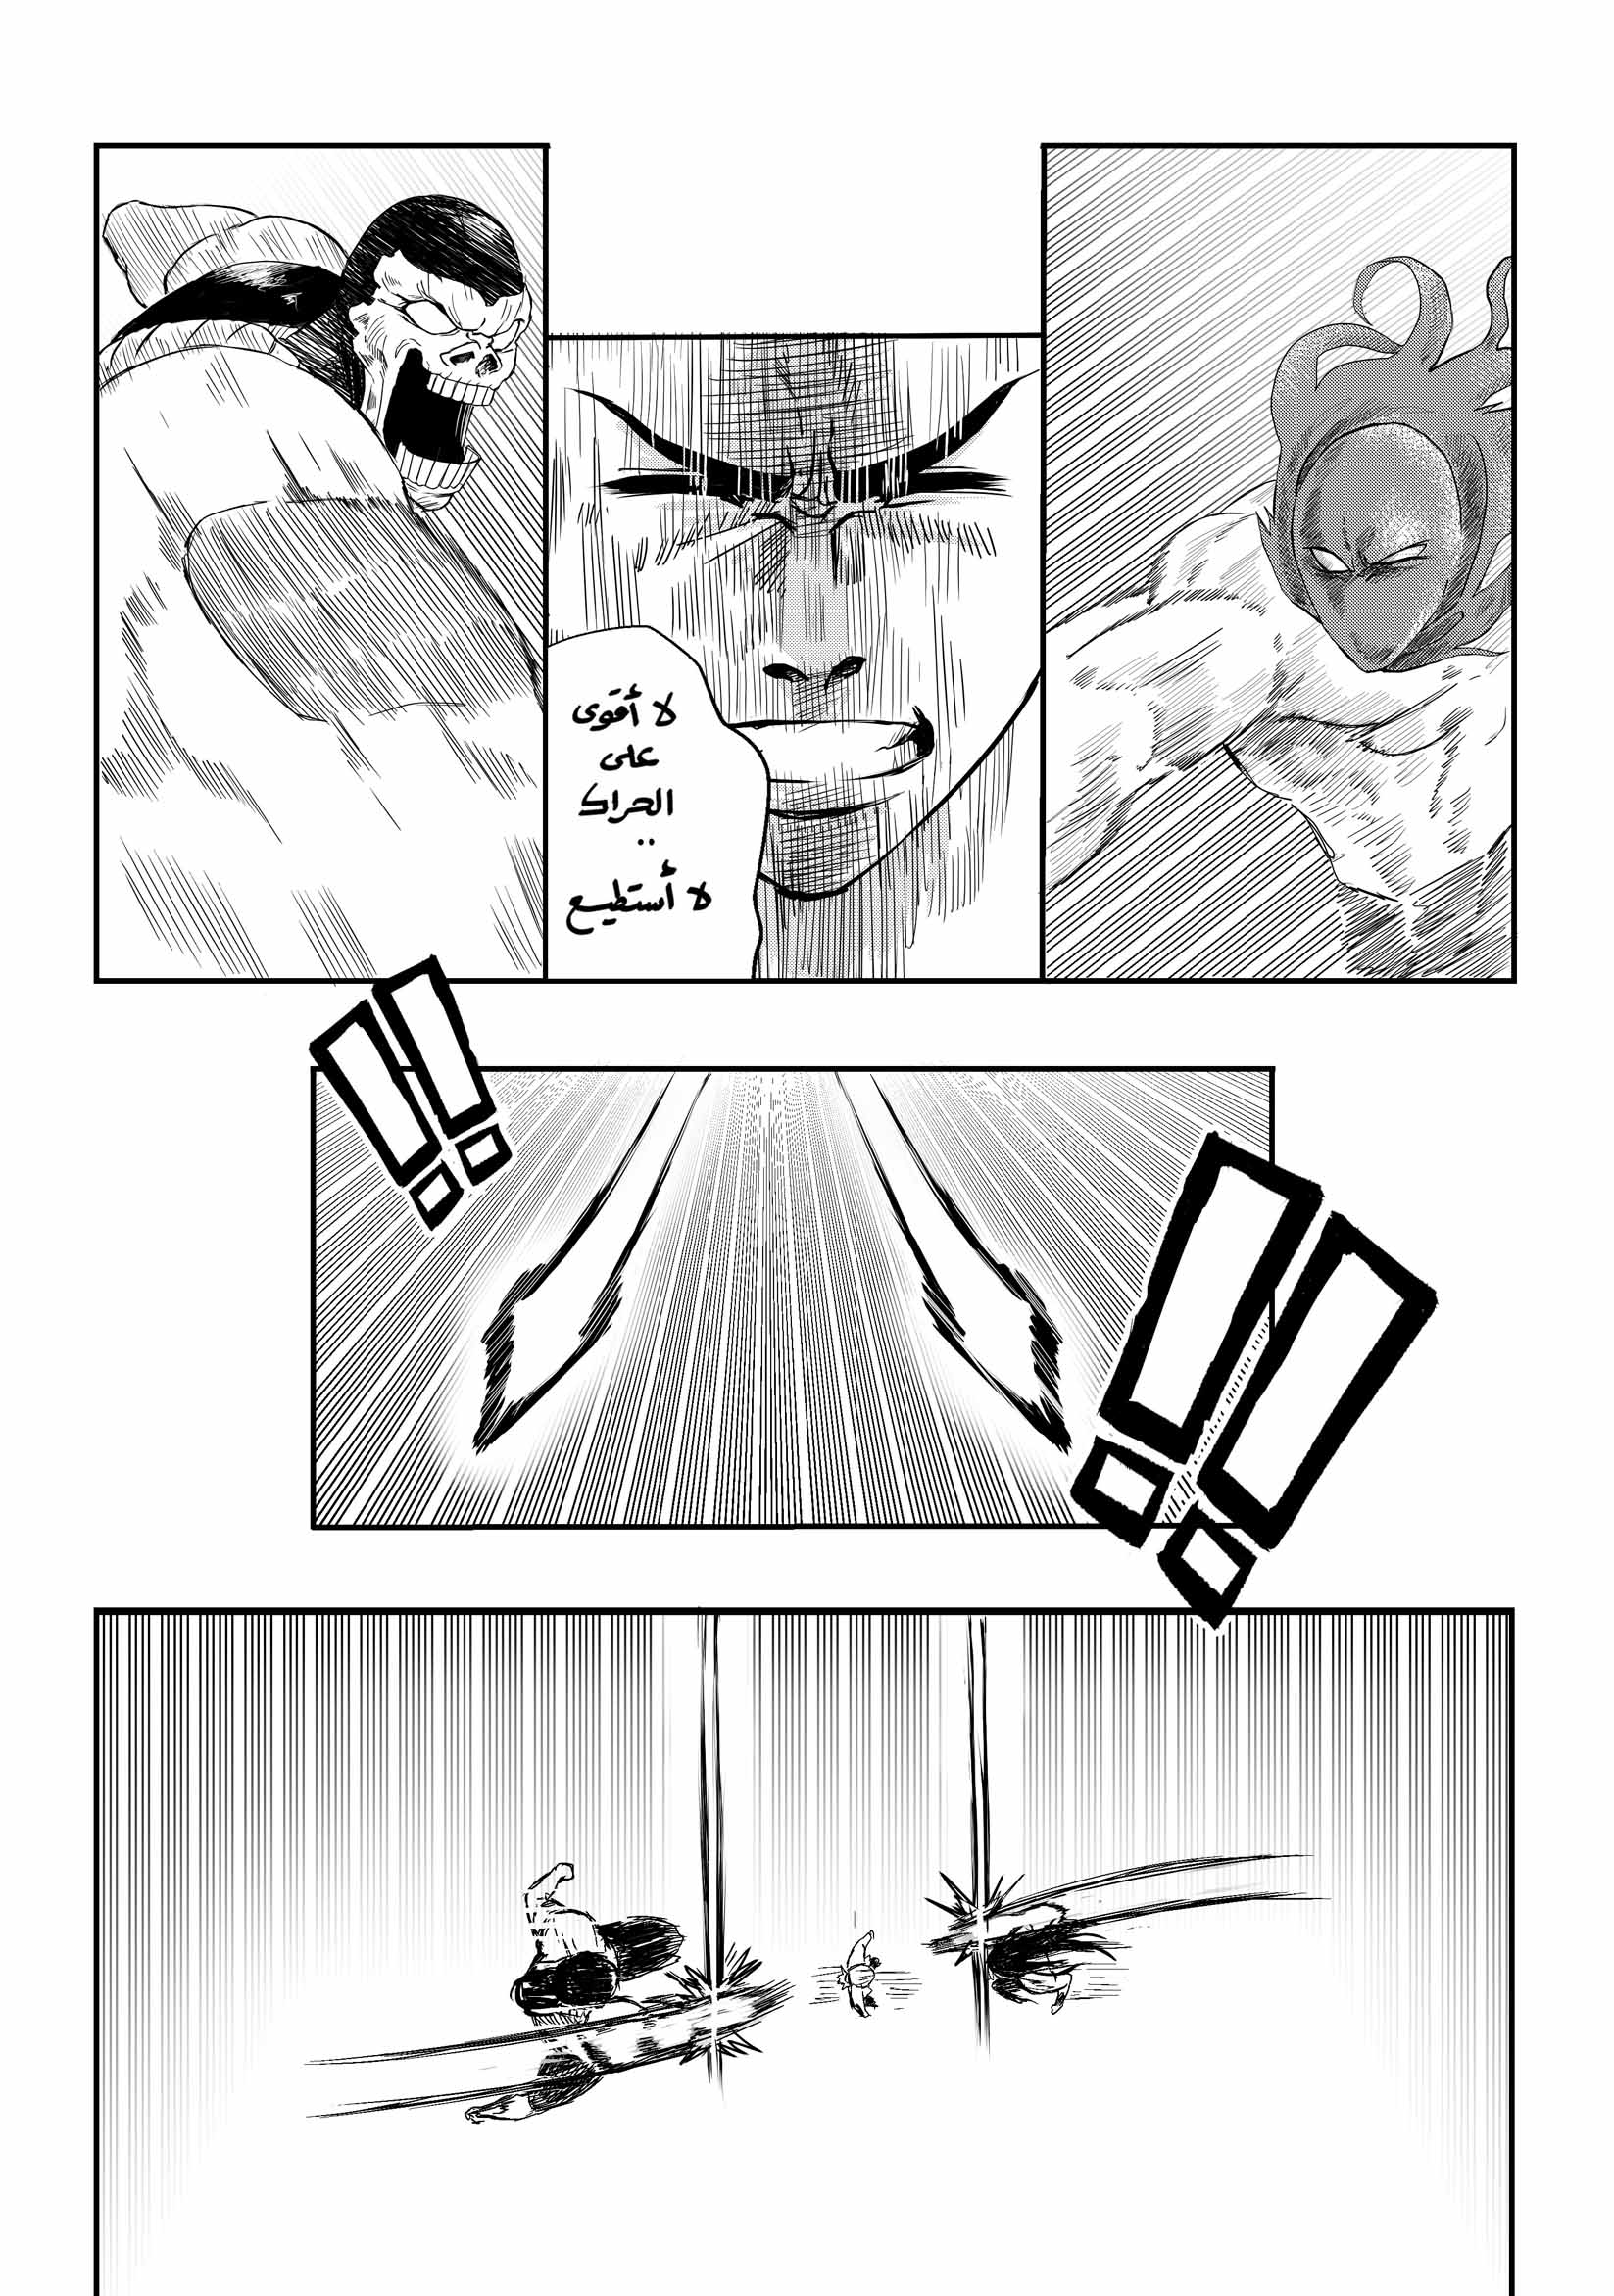 لا أقوى
على
الحراك
..
لا أستطيع
!!
!!